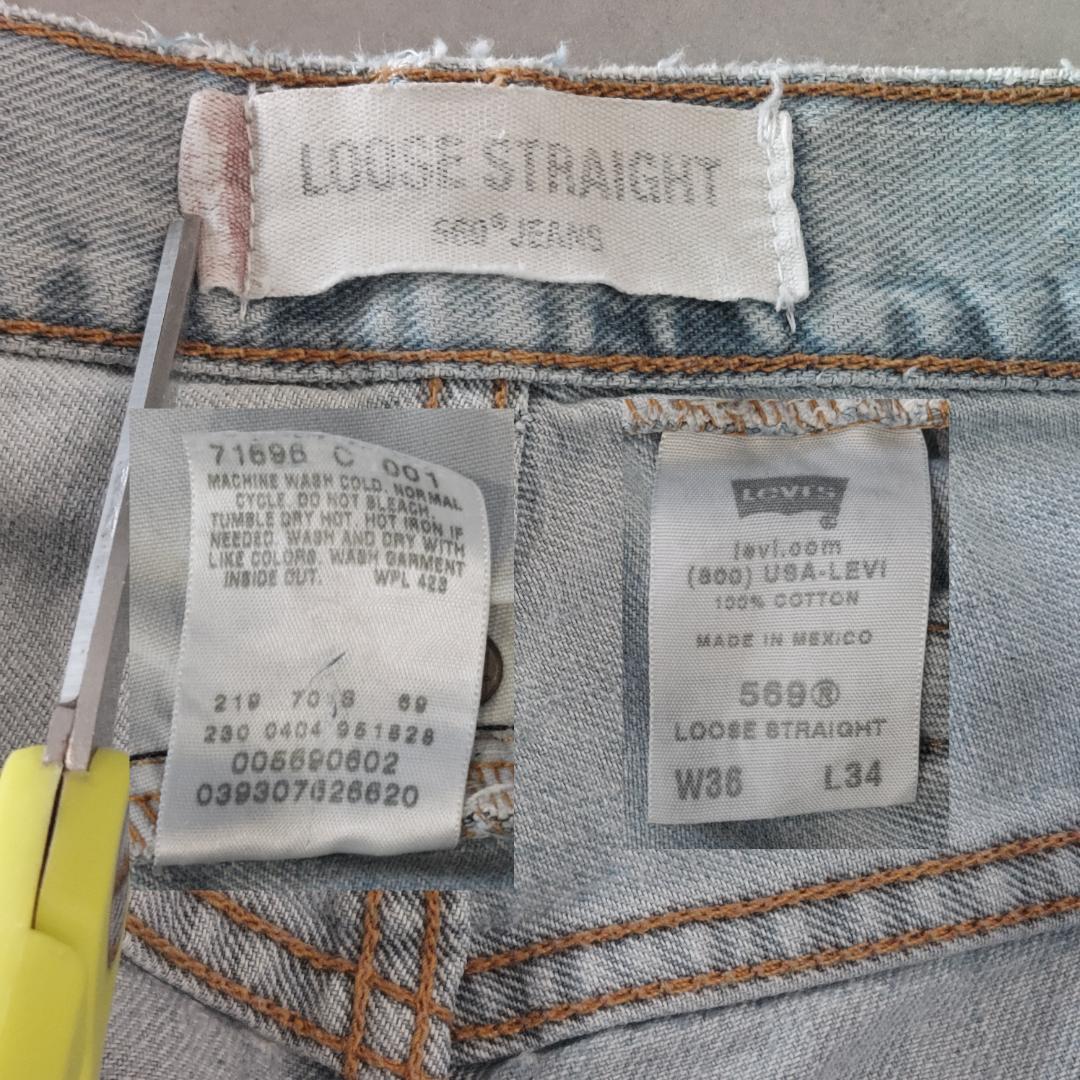 LOOSE STRAIGHT
569® JEANS
71696 C 001
MACHINE WASH COLD, NORMAL
CYCLE. DO NOT BLEACH.
TUMBLE DRY HOT. HOT IRON IF
NEEDED. WASH AND DRY WITH
LIKE COLORS. WASH GARMENT
INSIDE OUT. WPL 423
219 69
230 0404 951628
005690602
039307626620
LEVI'S
®
levi.com
(800) USA-LEVI
100% COTTON
MADE IN MEXICO
569®
LOOSE STRAIGHT
W36 L34